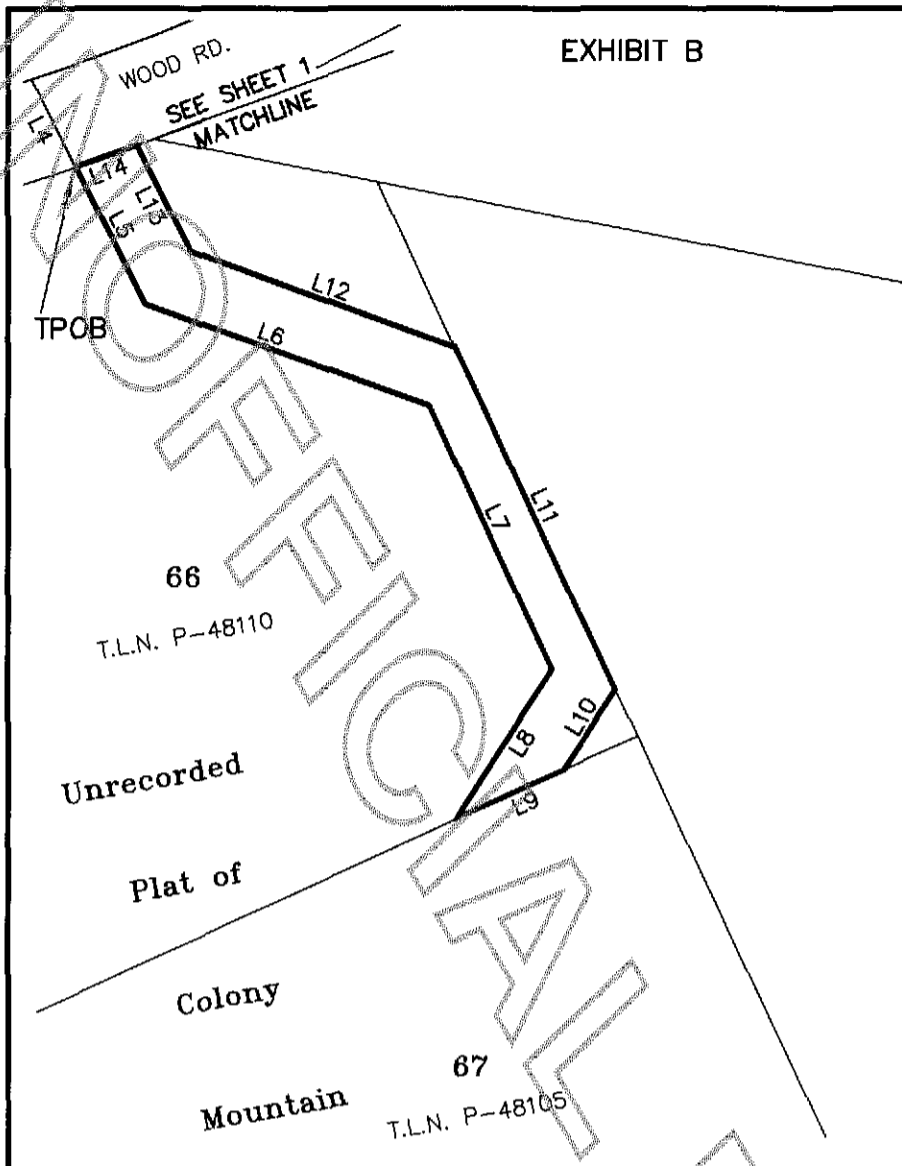 EXHIBIT B
WOOD RD.
SEE SHEET 1
MATCHLINE
L4
L14
L13
L5
TPOB
L12
L6
L11
L7
66
T.L.N. P-48110
L10
L8
L9
Unrecorded
Plat of
Colony
Mountain
67
T.L.N. P-48105
UNOFFICIAL